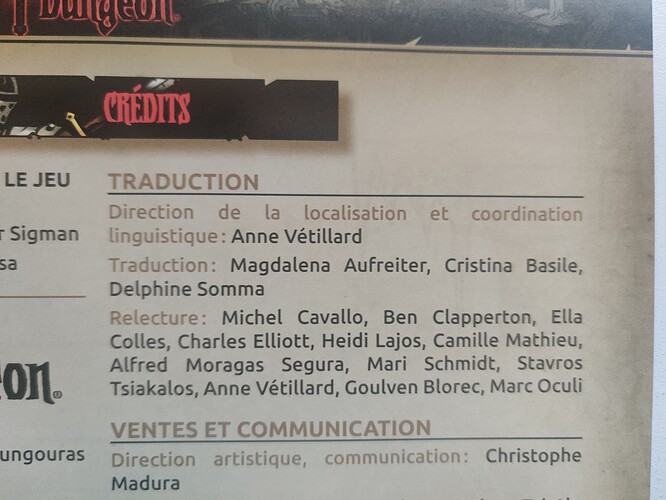 Dungeon
CRÉDITS
LE JEU
Sigman
TRADUCTION
Direction de la localisation et coordination
linguistique : Anne Vétillard
Traduction : Magdalena Aufreiter, Cristina Basile,
Delphine Somma
Relecture : Michel Cavallo, Ben Clapperton, Ella
Colles, Charles Elliott, Heidi Lajos, Camille Mathieu,
Alfred Moragas Segura, Mari Schmidt, Stavros
Tsiakalos, Anne Vétillard, Goulven Blorec, Marc Oculi
VENTES ET COMMUNICATION
Direction artistique, communication : Christophe
Madura